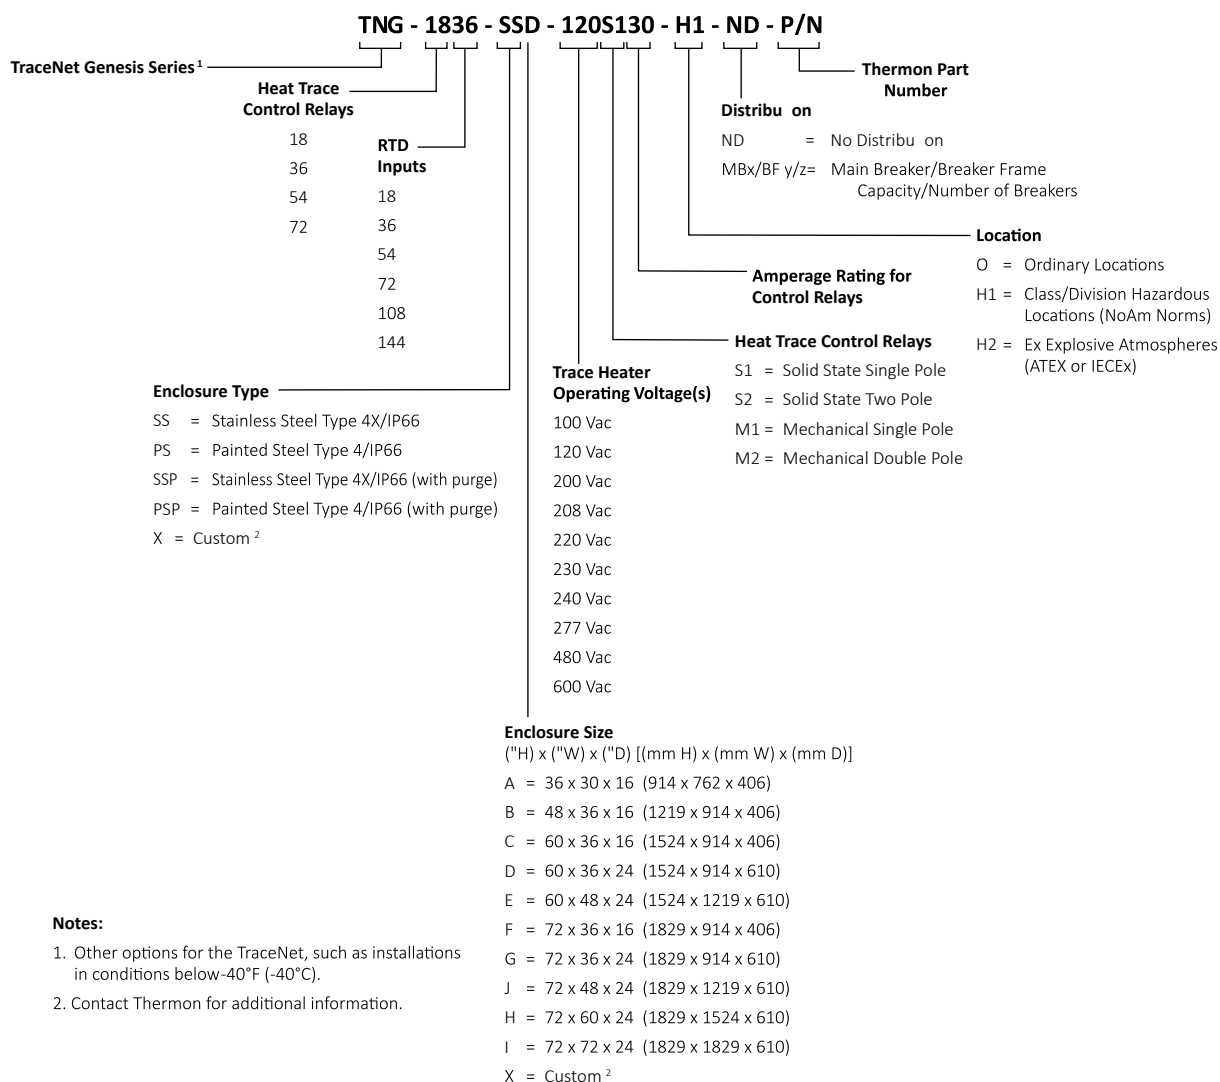 TNG - 1836 - SSD - 120S130 - H1 - ND - P/N
TraceNet Genesis Series 1
Heat Trace
Control Relays
18
36
54
72
RTD
Inputs
18
36
54
72
108
144
Enclosure Type
SS = Stainless Steel Type 4X/IP66
PS = Painted Steel Type 4/IP66
SSP = Stainless Steel Type 4X/IP66 (with purge)
PSP = Painted Steel Type 4/IP66 (with purge)
X = Custom 2
Enclosure Size
("H) x ("W) x ("D) [(mm H) x (mm W) x (mm D)]
A = 36 x 30 x 16 (914 x 762 x 406)
B = 48 x 36 x 16 (1219 x 914 x 406)
C = 60 x 36 x 16 (1524 x 914 x 406)
D = 60 x 36 x 24 (1524 x 914 x 610)
E = 60 x 48 x 24 (1524 x 1219 x 610)
F = 72 x 36 x 16 (1829 x 914 x 406)
G = 72 x 36 x 24 (1829 x 914 x 610)
J = 72 x 48 x 24 (1829 x 1219 x 610)
H = 72 x 60 x 24 (1829 x 1524 x 610)
I = 72 x 72 x 24 (1829 x 1829 x 610)
X = Custom 2
Trace Heater
Operating Voltage(s)
100 Vac
120 Vac
200 Vac
208 Vac
220 Vac
230 Vac
240 Vac
277 Vac
480 Vac
600 Vac
Heat Trace Control Relays
S1 = Solid State Single Pole
S2 = Solid State Two Pole
M1 = Mechanical Single Pole
M2 = Mechanical Double Pole
Amperage Rating for
Control Relays
Location
O = Ordinary Locations
H1 = Class/Division Hazardous
Locations (NoAm Norms)
H2 = Ex Explosive Atmospheres
(ATEX or IECEx)
Distribu on
ND = No Distribu on
MBx/BF y/z= Main Breaker/Breaker Frame
Capacity/Number of Breakers
Thermon Part
Number
Notes:
1. Other options for the TraceNet, such as installations
in conditions below-40°F (-40°C).
2. Contact Thermon for additional information.